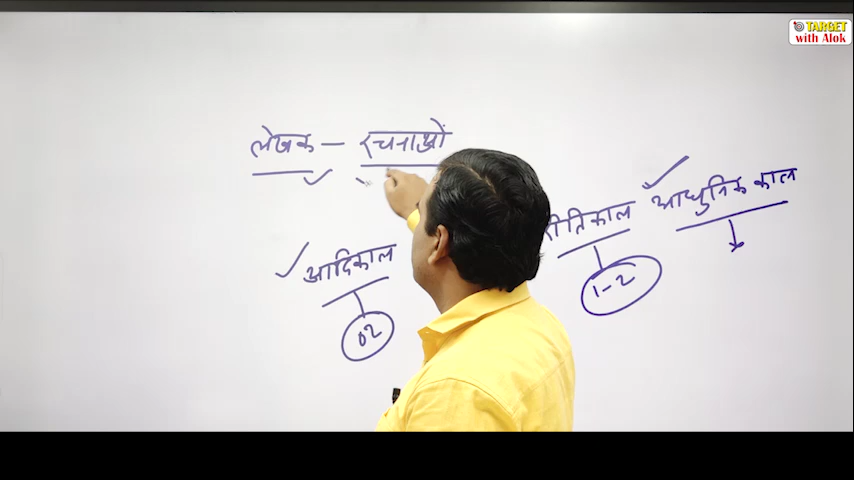 TARGET
with Alok
लेखक - रचनाओं
आदिकाल
02
रीतिकाल
1-2
आधुनिक काल